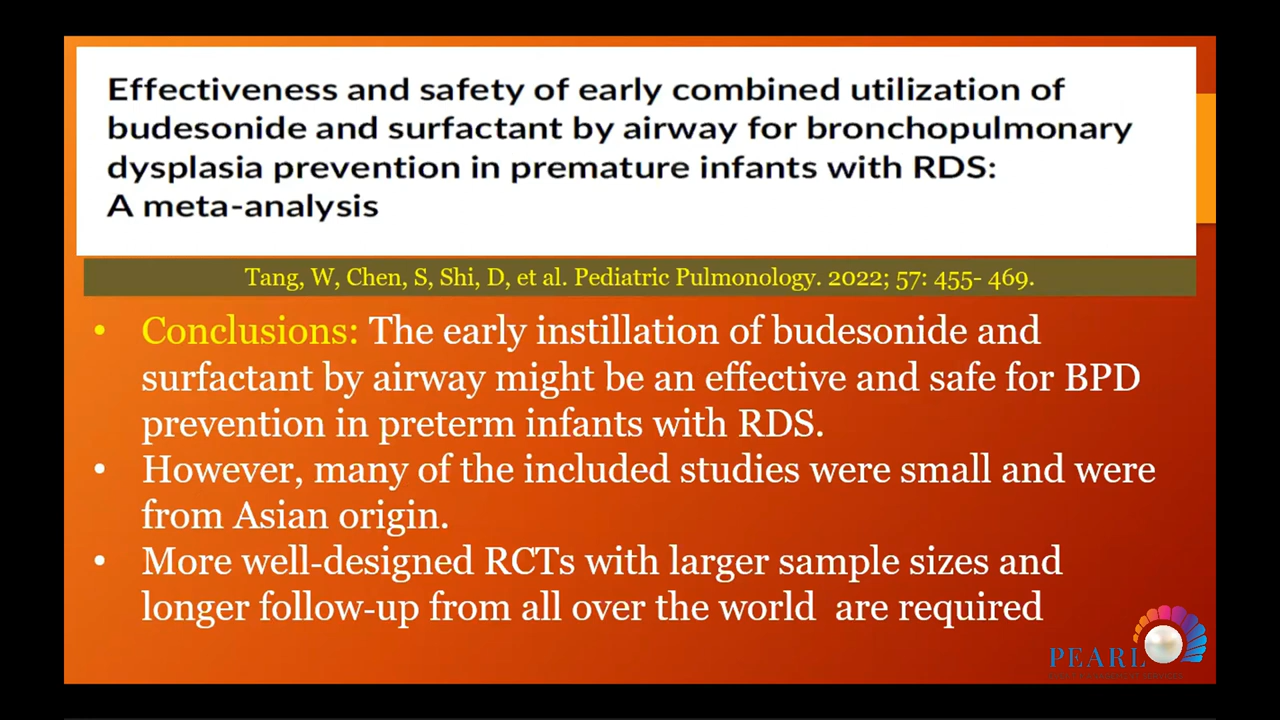 Effectiveness and safety of early combined utilization of
budesonide and surfactant by airway for bronchopulmonary
dysplasia prevention in premature infants with RDS:
A meta-analysis
Tang, W, Chen, S, Shi, D, et al. Pediatric Pulmonology. 2022; 57: 455- 469.
• Conclusions: The early instillation of budesonide and
surfactant by airway might be an effective and safe for BPD
prevention in preterm infants with RDS.
• However, many of the included studies were small and were
from Asian origin.
• More well-designed RCTs with larger sample sizes and
longer follow-up from all over the world are required
PEARL